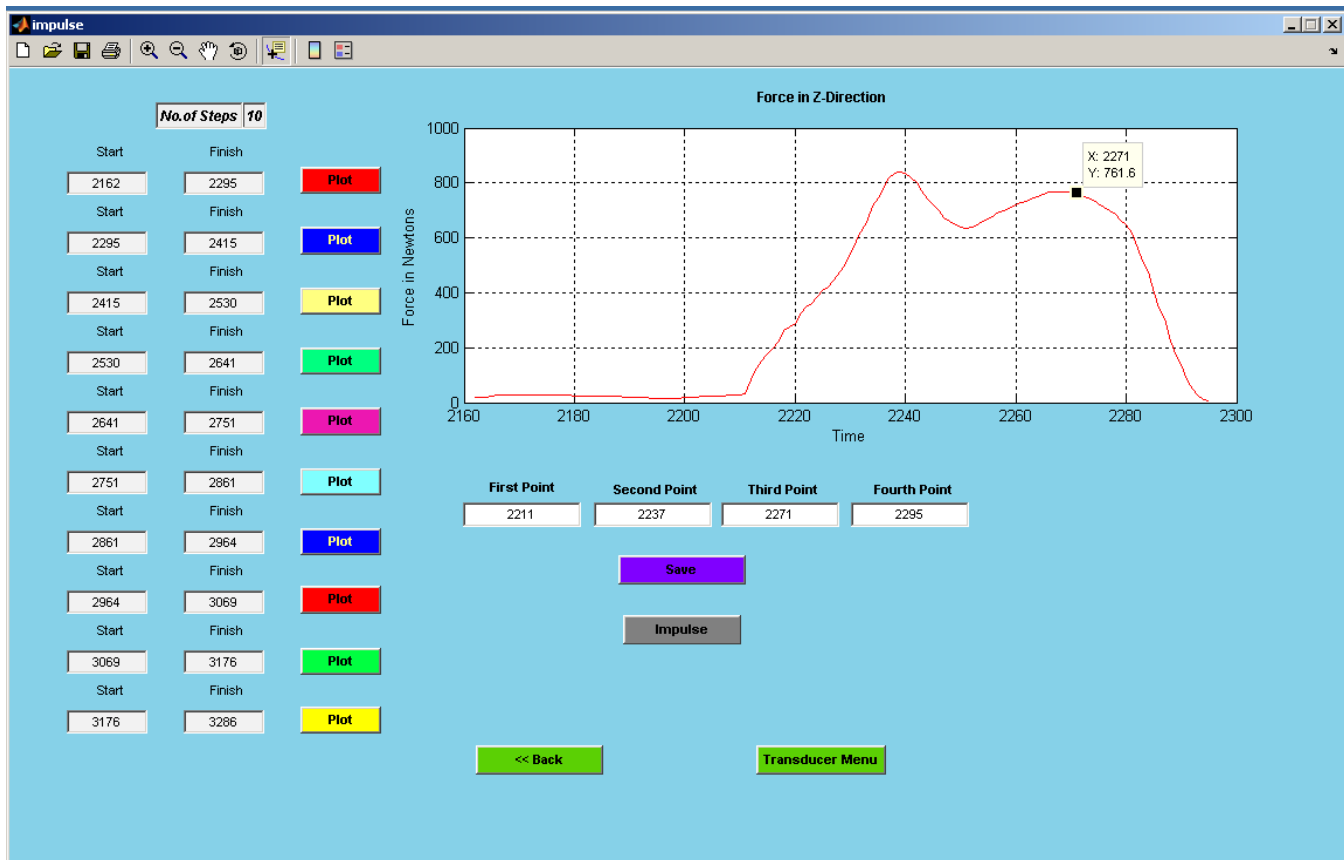 impulse
No.of Steps 10
Start Finish
2162 2295 Plot
Start Finish
2295 2415 Plot
Start Finish
2415 2530 Plot
Start Finish
2530 2641 Plot
Start Finish
2641 2751 Plot
Start Finish
2751 2861 Plot
Start Finish
2861 2964 Plot
Start Finish
2964 3069 Plot
Start Finish
3069 3176 Plot
Start Finish
3176 3286 Plot
Force in Z-Direction
Force in Newtons
1000
800
600
400
200
0
X: 2271
Y: 761.6
2160 2180 2200 2220 2240 2260 2280 2300
Time
First Point Second Point Third Point Fourth Point
2211 2237 2271 2295
Save
Impulse
<< Back Transducer Menu